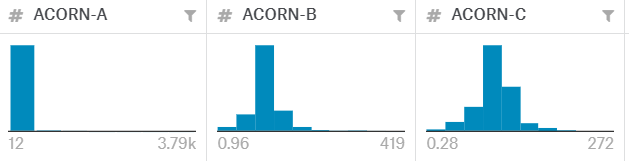 # ACORN-A
# ACORN-B
# ACORN-C
12 3.79k
0.96 419
0.28 272